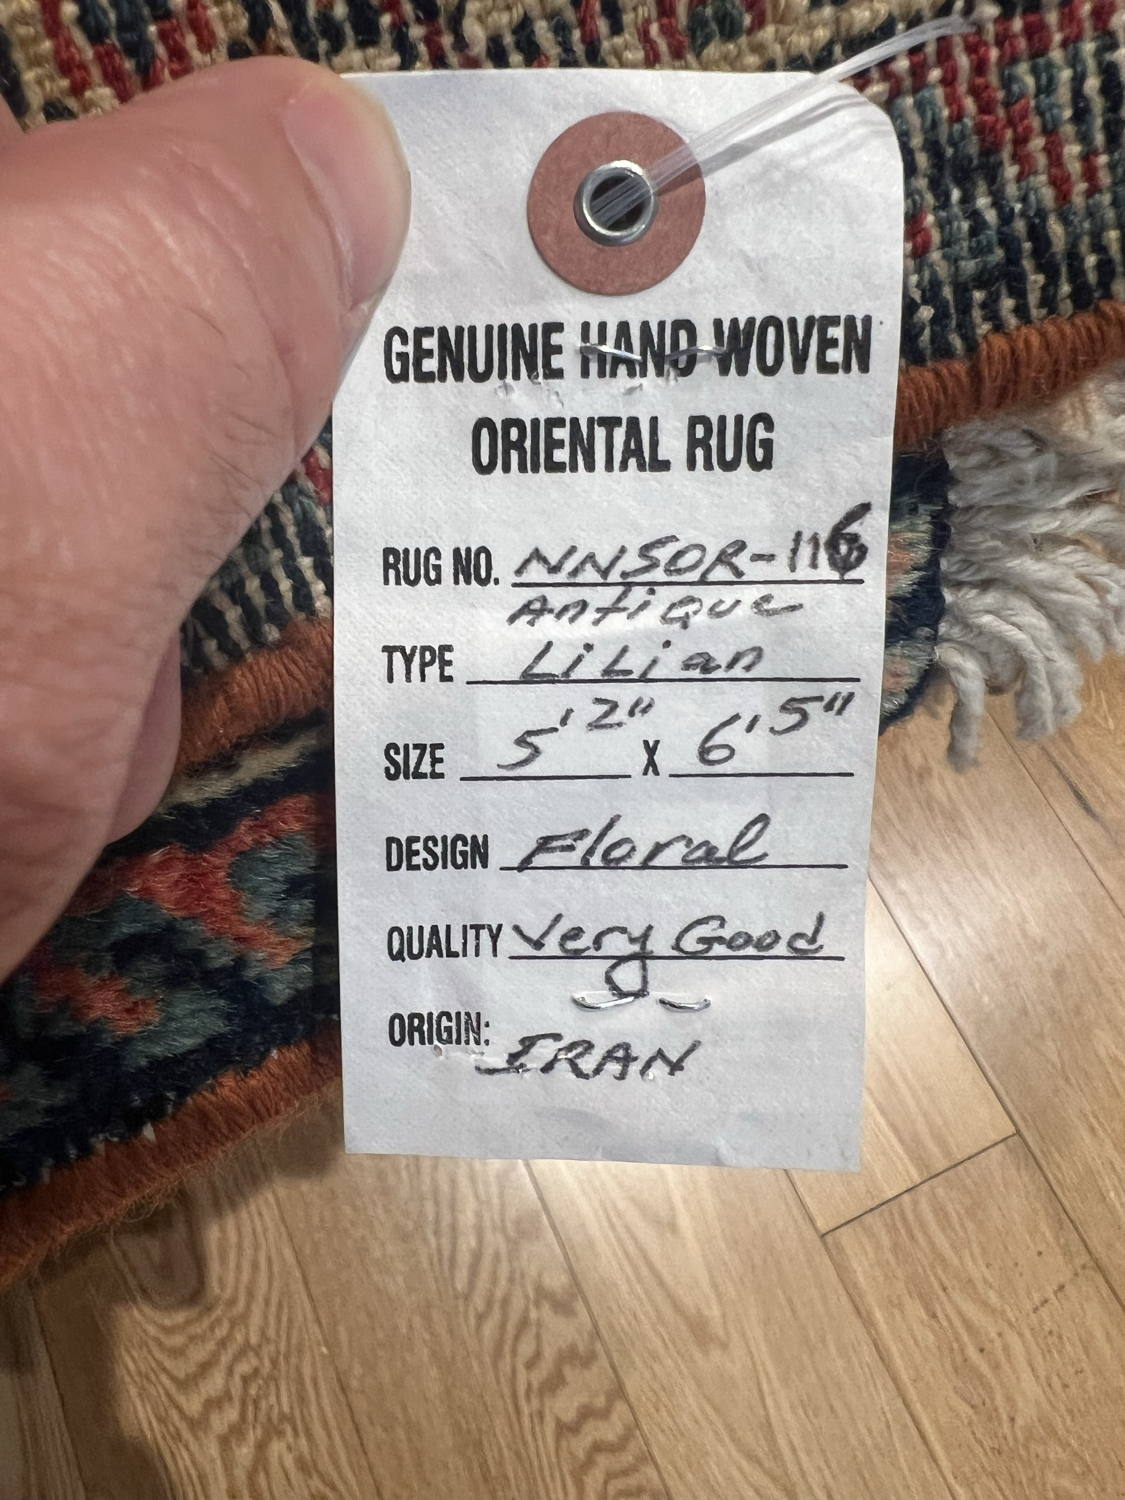 GENUINE HAND WOVEN
ORIENTAL RUG
RUG NO. NNSOR-116
Antique
TYPE LiLian
SIZE 5'2" X 6'5"
DESIGN Floral
QUALITY Very Good
ORIGIN: IRAN